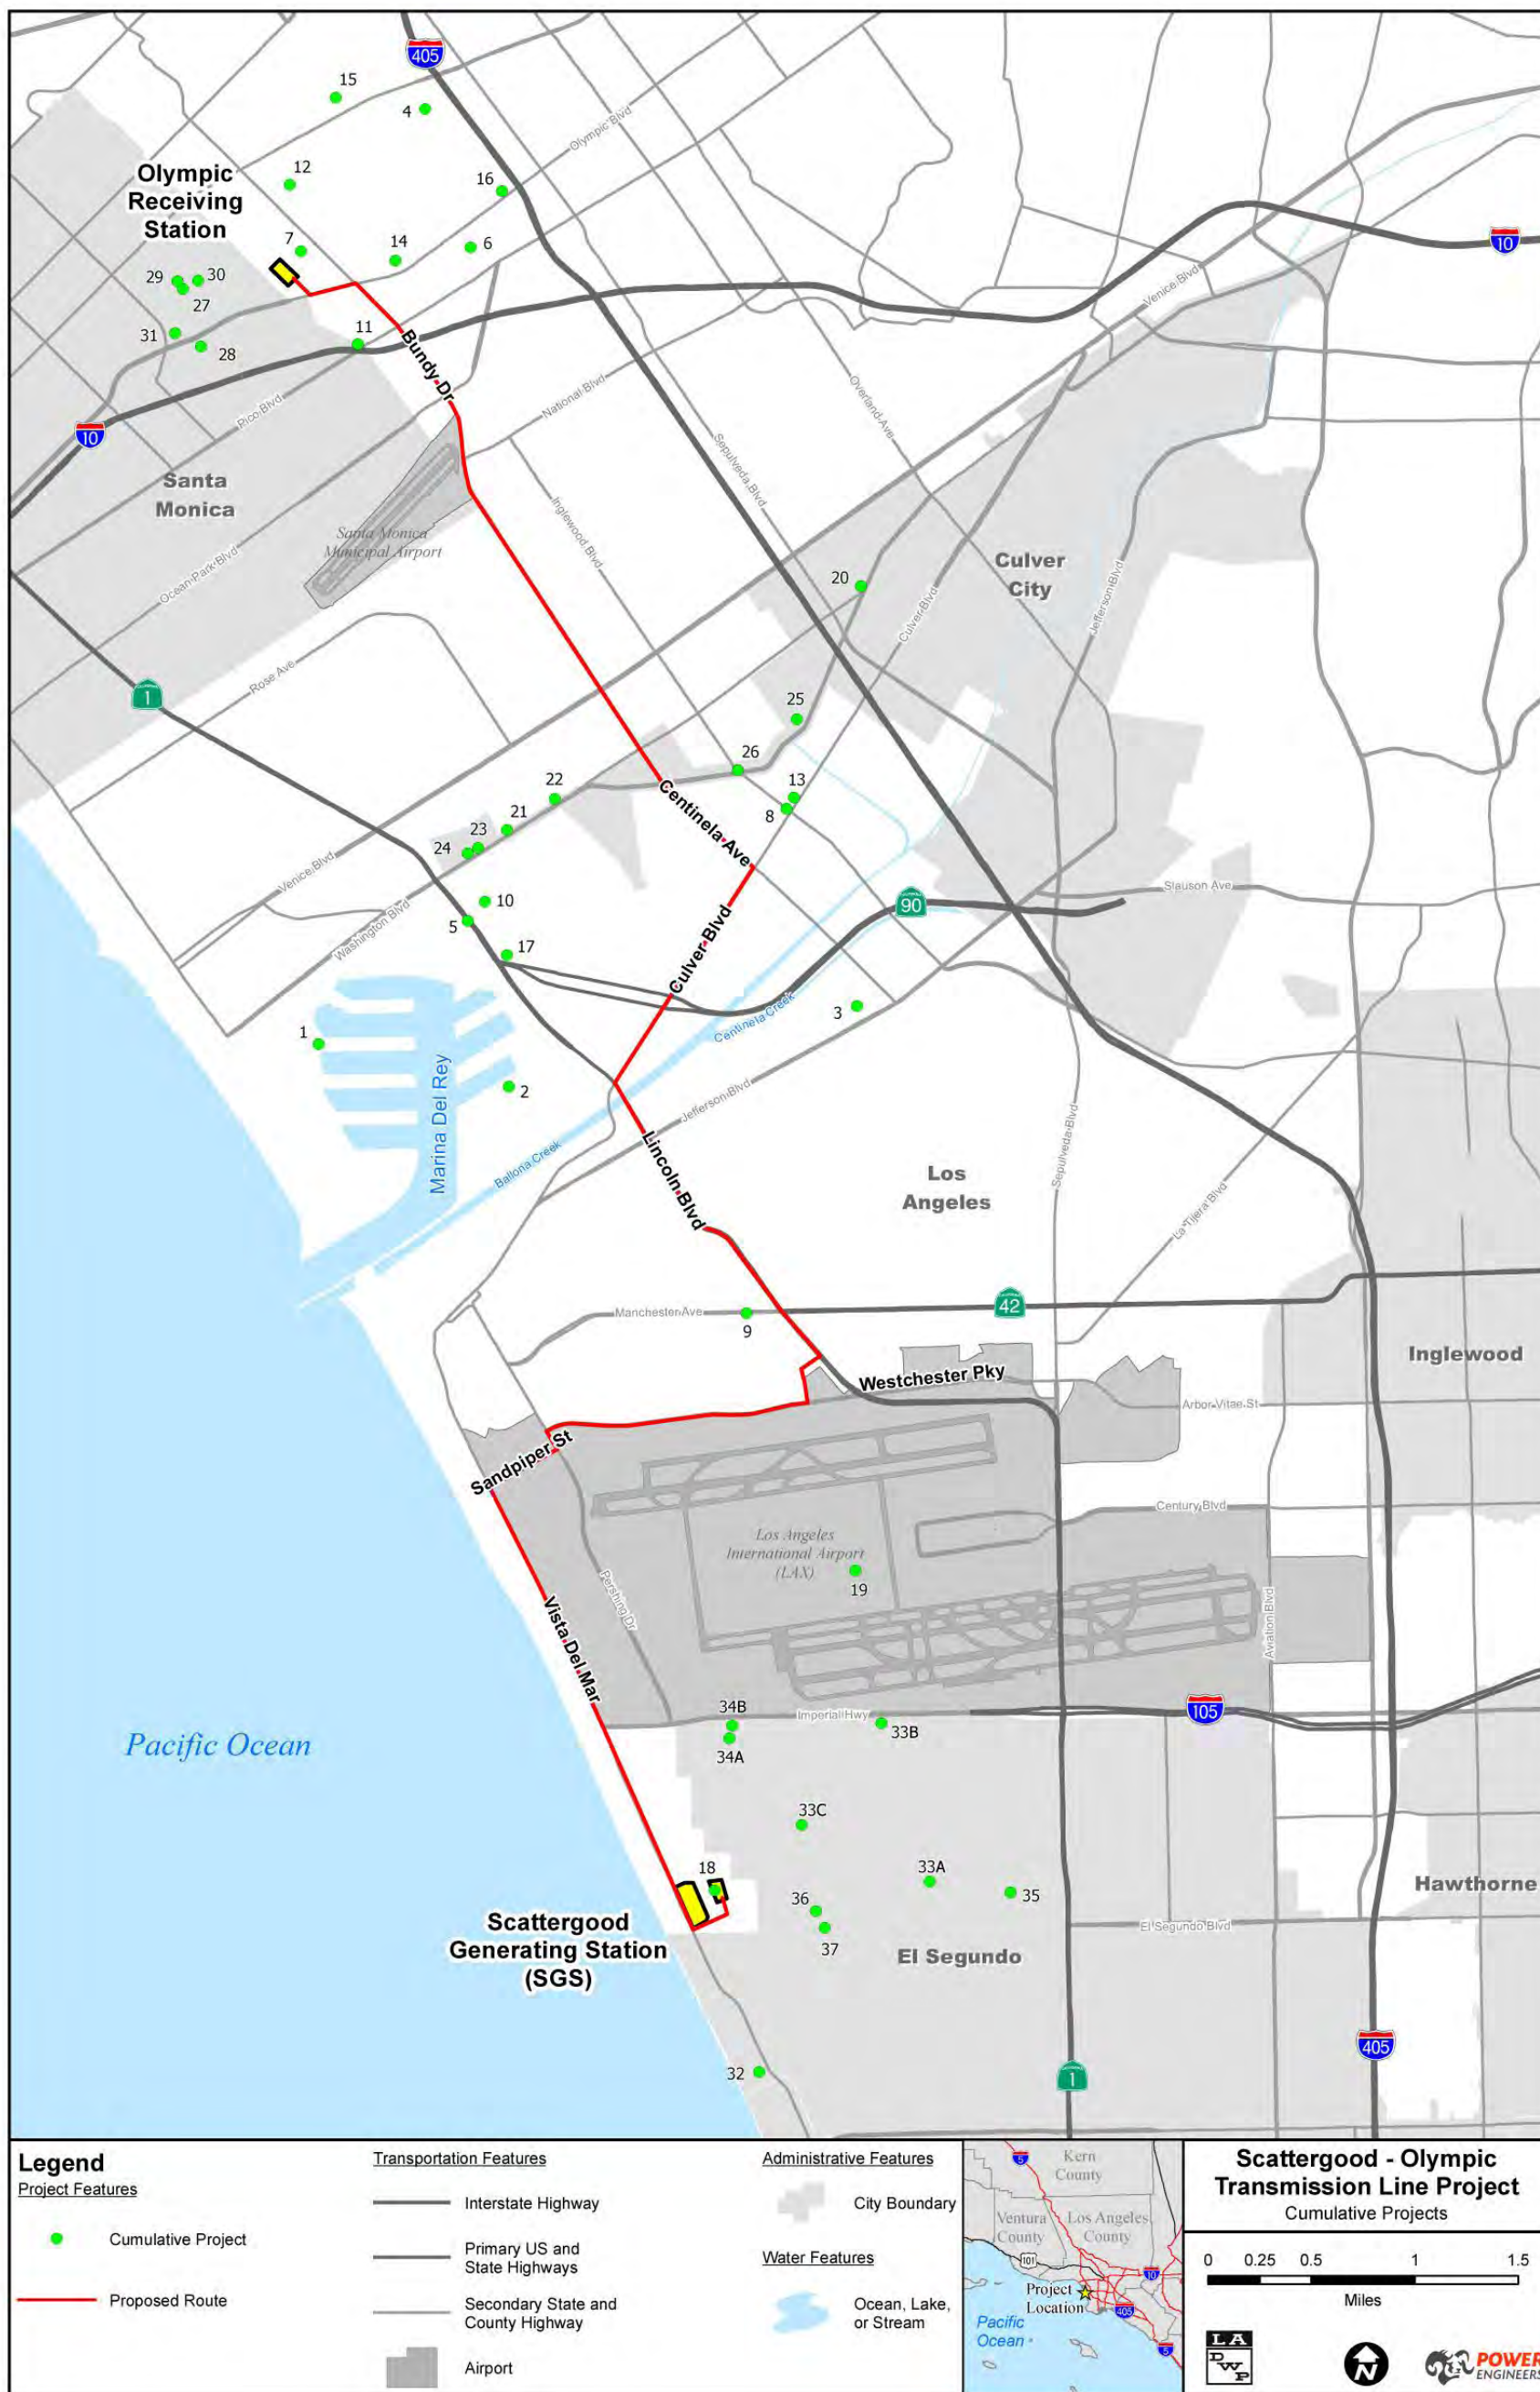 405
15
4
Olympic Blvd
12
16
Olympic
Receiving
Station
7
14
6
10
29
30
27
Venice Blvd
31
28
11
Bundy Dr
Pico Blvd
National Blvd
Overland Ave
10
Sepulveda Blvd
Santa
Monica
Inglewood Blvd
Santa Monica
Municipal Airport
Ocean Park Blvd
20
Culver
City
Culver Blvd
Jefferson Blvd
Rose Ave
1
25
26
22
13
Centinela Ave
8
21
23
24
Venice Blvd
Slauson Ave
10
90
5
Washington Blvd
Culver Blvd
17
1
Centinela Creek
3
Marina Del Rey
2
Jefferson Blvd
Ballona Creek
Lincoln Blvd
Sepulveda Blvd
Los
Angeles
La Tijera Blvd
Manchester Ave
42
9
Inglewood
Westchester Pky
Arbor Vitae St
Sandpiper St
Century Blvd
Los Angeles
International Airport
(LAX)
19
Pershing Dr
Vista Del Mar
Aviation Blvd
34B
Imperial Hwy
33B
105
34A
Pacific Ocean
33C
18
33A
35
36
37
Hawthorne
El Segundo Blvd
Scattergood
Generating Station
(SGS)
El Segundo
405
32
1
Legend
Project Features
Cumulative Project
Proposed Route
Transportation Features
Interstate Highway
Primary US and
State Highways
Secondary State and
County Highway
Airport
Administrative Features
City Boundary
Water Features
Ocean, Lake,
or Stream
5
Kern
County
Ventura
County
Los Angeles
County
101
10
Project
Location
405
Pacific
Ocean
5
Scattergood - Olympic
Transmission Line Project
Cumulative Projects
0 0.25 0.5 1 1.5
Miles
LA
DWP
N
POWER
ENGINEERS